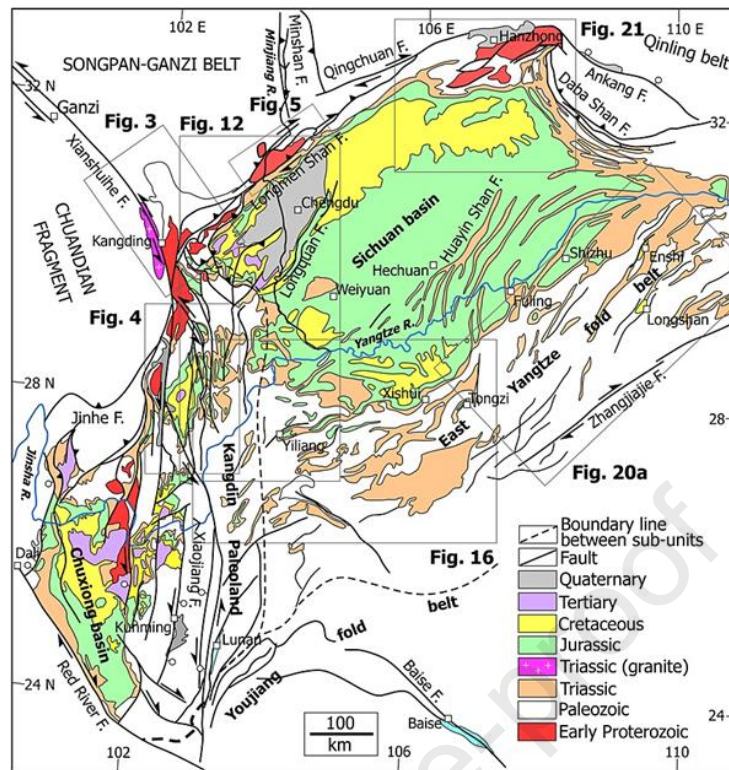 102 E
106 E
110 E
Fig. 21
Hanzhong
Qinling belt
Minshan F.
Minjiang R.
Qingchuan F.
SONGPAN-GANZI BELT
Ankang F.
Daba Shan F.
32 N
32
Ganzi
Fig. 5
Fig. 3
Fig. 12
Xianshuihe F.
Longmen Shan F.
Chengdu
CHUANDIAN
FRAGMENT
Kangding
Sichuan basin
Huayin Shan F.
Longquan F.
Hechuan
Shizhu
Enshi
Weiyuan
Fuling
belt
Longshan
Fig. 4
Yangtze R.
fold
Yangtze
28 N
Xishui
Tongzi
Zhangjiajie F.
28
Jinhe F.
Yiliang
East
Jinsha R.
Kangdin
Fig. 20a
Fig. 16
Dali
Xiaojiang F.
Paleoland
Chuxiong basin
Kunming
Lunan
belt
fold
Youjiang
Red River F.
24 N
24
Baise F.
Baise
100
km
Boundary line
between sub-units
Fault
Quaternary
Tertiary
Cretaceous
Jurassic
Triassic (granite)
Triassic
Paleozoic
Early Proterozoic
102
106
110
e-proof